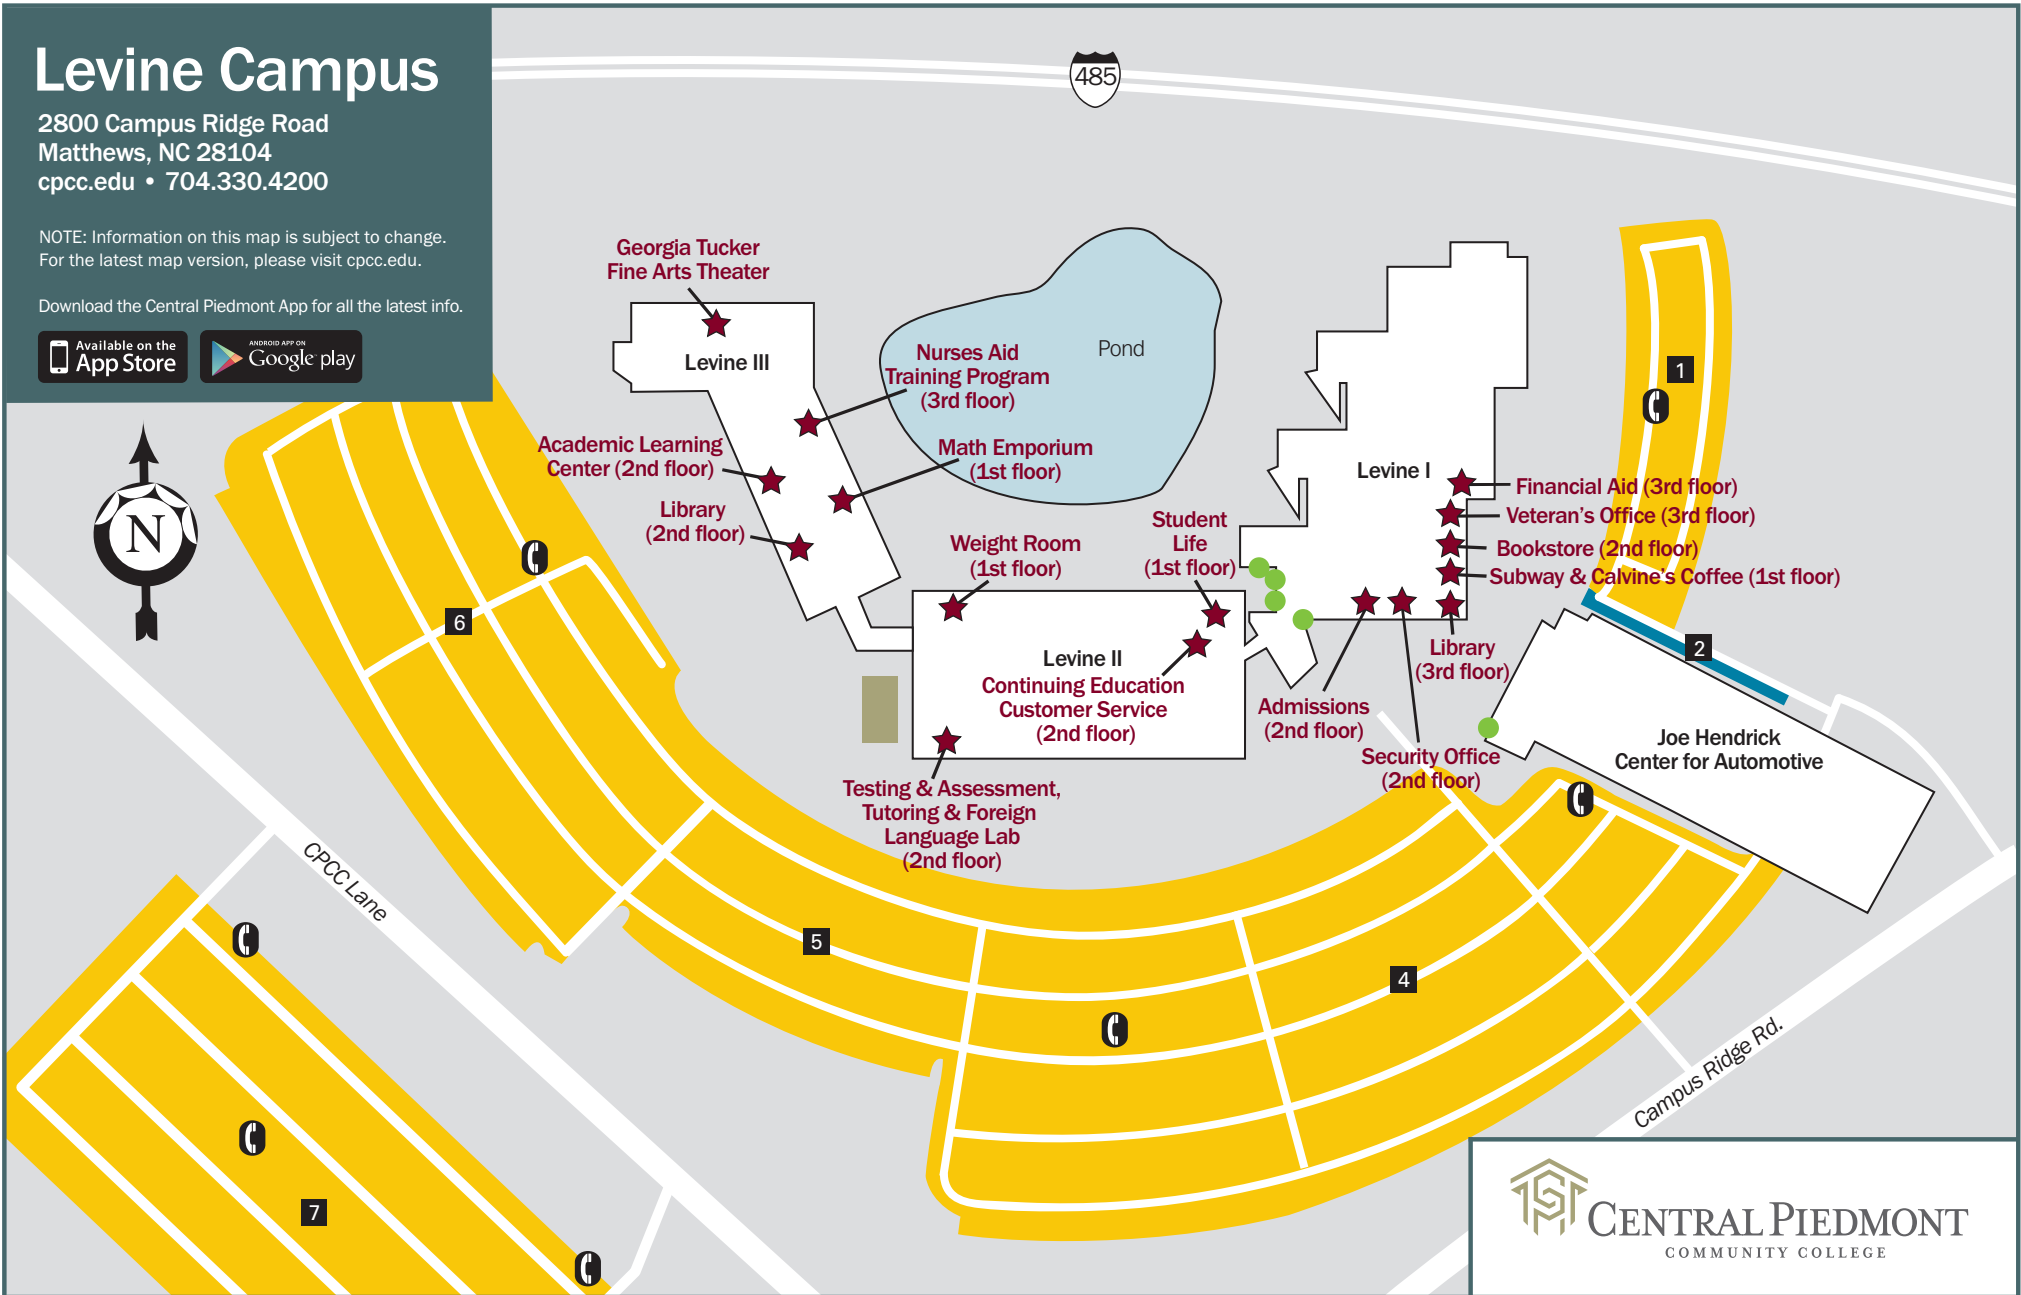 Levine Campus
2800 Campus Ridge Road
Matthews, NC 28104
cpcc.edu • 704.330.4200
NOTE: Information on this map is subject to change.
For the latest map version, please visit cpcc.edu.
Download the Central Piedmont App for all the latest info.
Available on the
App Store
ANDROID APP ON
Google play
485
Georgia Tucker
Fine Arts Theater
Levine III
Nurses Aid
Training Program
(3rd floor)
Pond
Academic Learning
Center (2nd floor)
Math Emporium
(1st floor)
Library
(2nd floor)
Weight Room
(1st floor)
Student
Life
(1st floor)
Levine I
Financial Aid (3rd floor)
Veteran's Office (3rd floor)
Bookstore (2nd floor)
Subway & Calvine's Coffee (1st floor)
Library
(3rd floor)
Admissions
(2nd floor)
Security Office
(2nd floor)
Levine II
Continuing Education
Customer Service
(2nd floor)
Testing & Assessment,
Tutoring & Foreign
Language Lab
(2nd floor)
Joe Hendrick
Center for Automotive
N
1
2
6
5
4
7
CPCC Lane
Campus Ridge Rd.
CENTRAL PIEDMONT
COMMUNITY COLLEGE